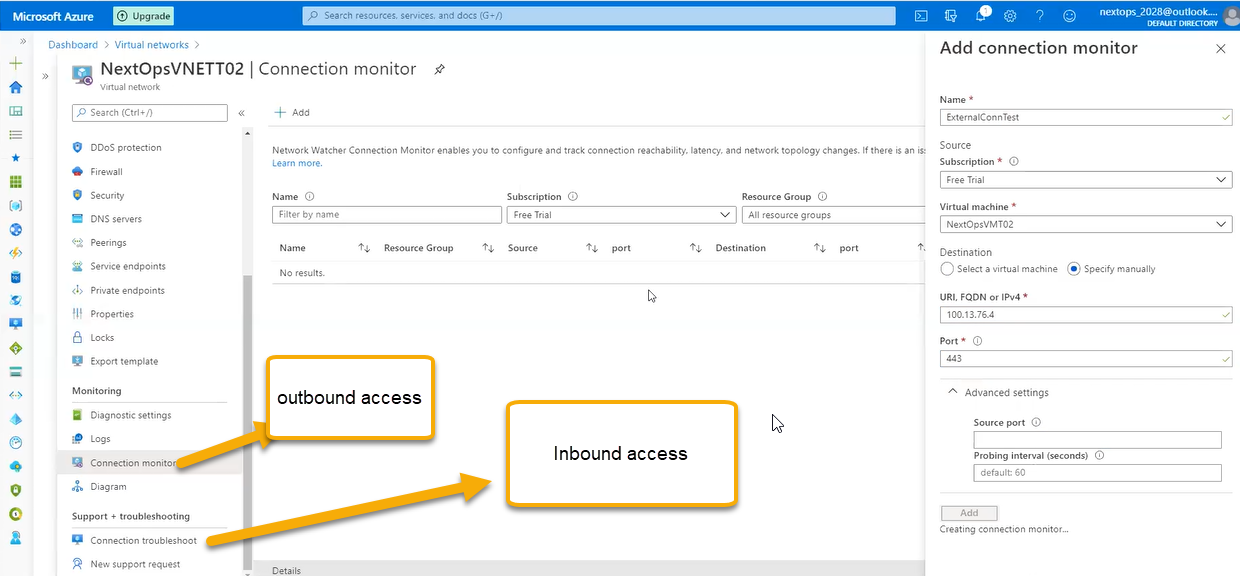 Microsoft Azure
Upgrade
Search resources, services, and docs (G+/)
1
nextops_2028@outlook....
DEFAULT DIRECTORY
Dashboard > Virtual networks >
NextOpsVNETT02 | Connection monitor
Virtual network
Search (Ctrl+/)
DDoS protection
Firewall
Security
DNS servers
Peerings
Service endpoints
Private endpoints
Properties
Locks
Export template
Monitoring
Diagnostic settings
Logs
Connection monitor
Diagram
Support + troubleshooting
Connection troubleshoot
New support request
Add
Network Watcher Connection Monitor enables you to configure and track connection reachability, latency, and network topology changes. If there is an is
Learn more.
Name
Subscription
Resource Group
Filter by name
Free Trial
All resource groups
Name Resource Group Source port Destination port
No results.
outbound access
Inbound access
Details
Add connection monitor
Name *
ExternalConnTest
Source
Subscription *
Free Trial
Virtual machine *
NextOpsVMT02
Destination
Select a virtual machine
Specify manually
URI, FQDN or IPv4 *
100.13.76.4
Port *
443
Advanced settings
Source port
Probing interval (seconds)
default: 60
Add
Creating connection monitor...